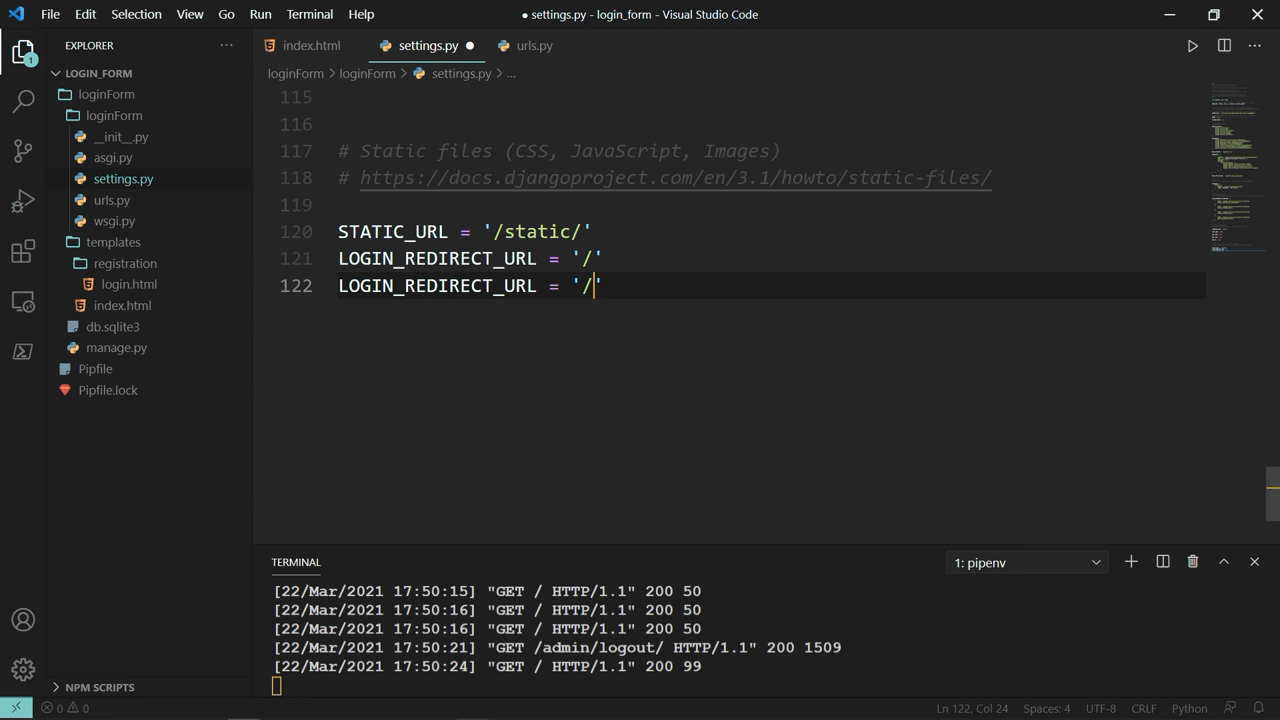 File Edit Selection View Go Run Terminal Help
● settings.py - login_form - Visual Studio Code
EXPLORER
index.html
settings.py
urls.py
LOGIN_FORM
loginForm > loginForm > settings.py > ...
loginForm
loginForm
__init__.py
asgi.py
settings.py
urls.py
wsgi.py
templates
registration
login.html
index.html
db.sqlite3
manage.py
Pipfile
Pipfile.lock
NPM SCRIPTS
1
115
116
117 # Static files (CSS, JavaScript, Images)
118 # https://docs.djangoproject.com/en/3.1/howto/static-files/
119
120 STATIC_URL = '/static/'
121 LOGIN_REDIRECT_URL = '/'
122 LOGIN_REDIRECT_URL = '/'
TERMINAL
1: pipenv
[22/Mar/2021 17:50:15] "GET / HTTP/1.1" 200 50
[22/Mar/2021 17:50:16] "GET / HTTP/1.1" 200 50
[22/Mar/2021 17:50:16] "GET / HTTP/1.1" 200 50
[22/Mar/2021 17:50:21] "GET /admin/logout/ HTTP/1.1" 200 1509
[22/Mar/2021 17:50:24] "GET / HTTP/1.1" 200 99
0 0
Ln 122, Col 24 Spaces: 4 UTF-8 CRLF Python